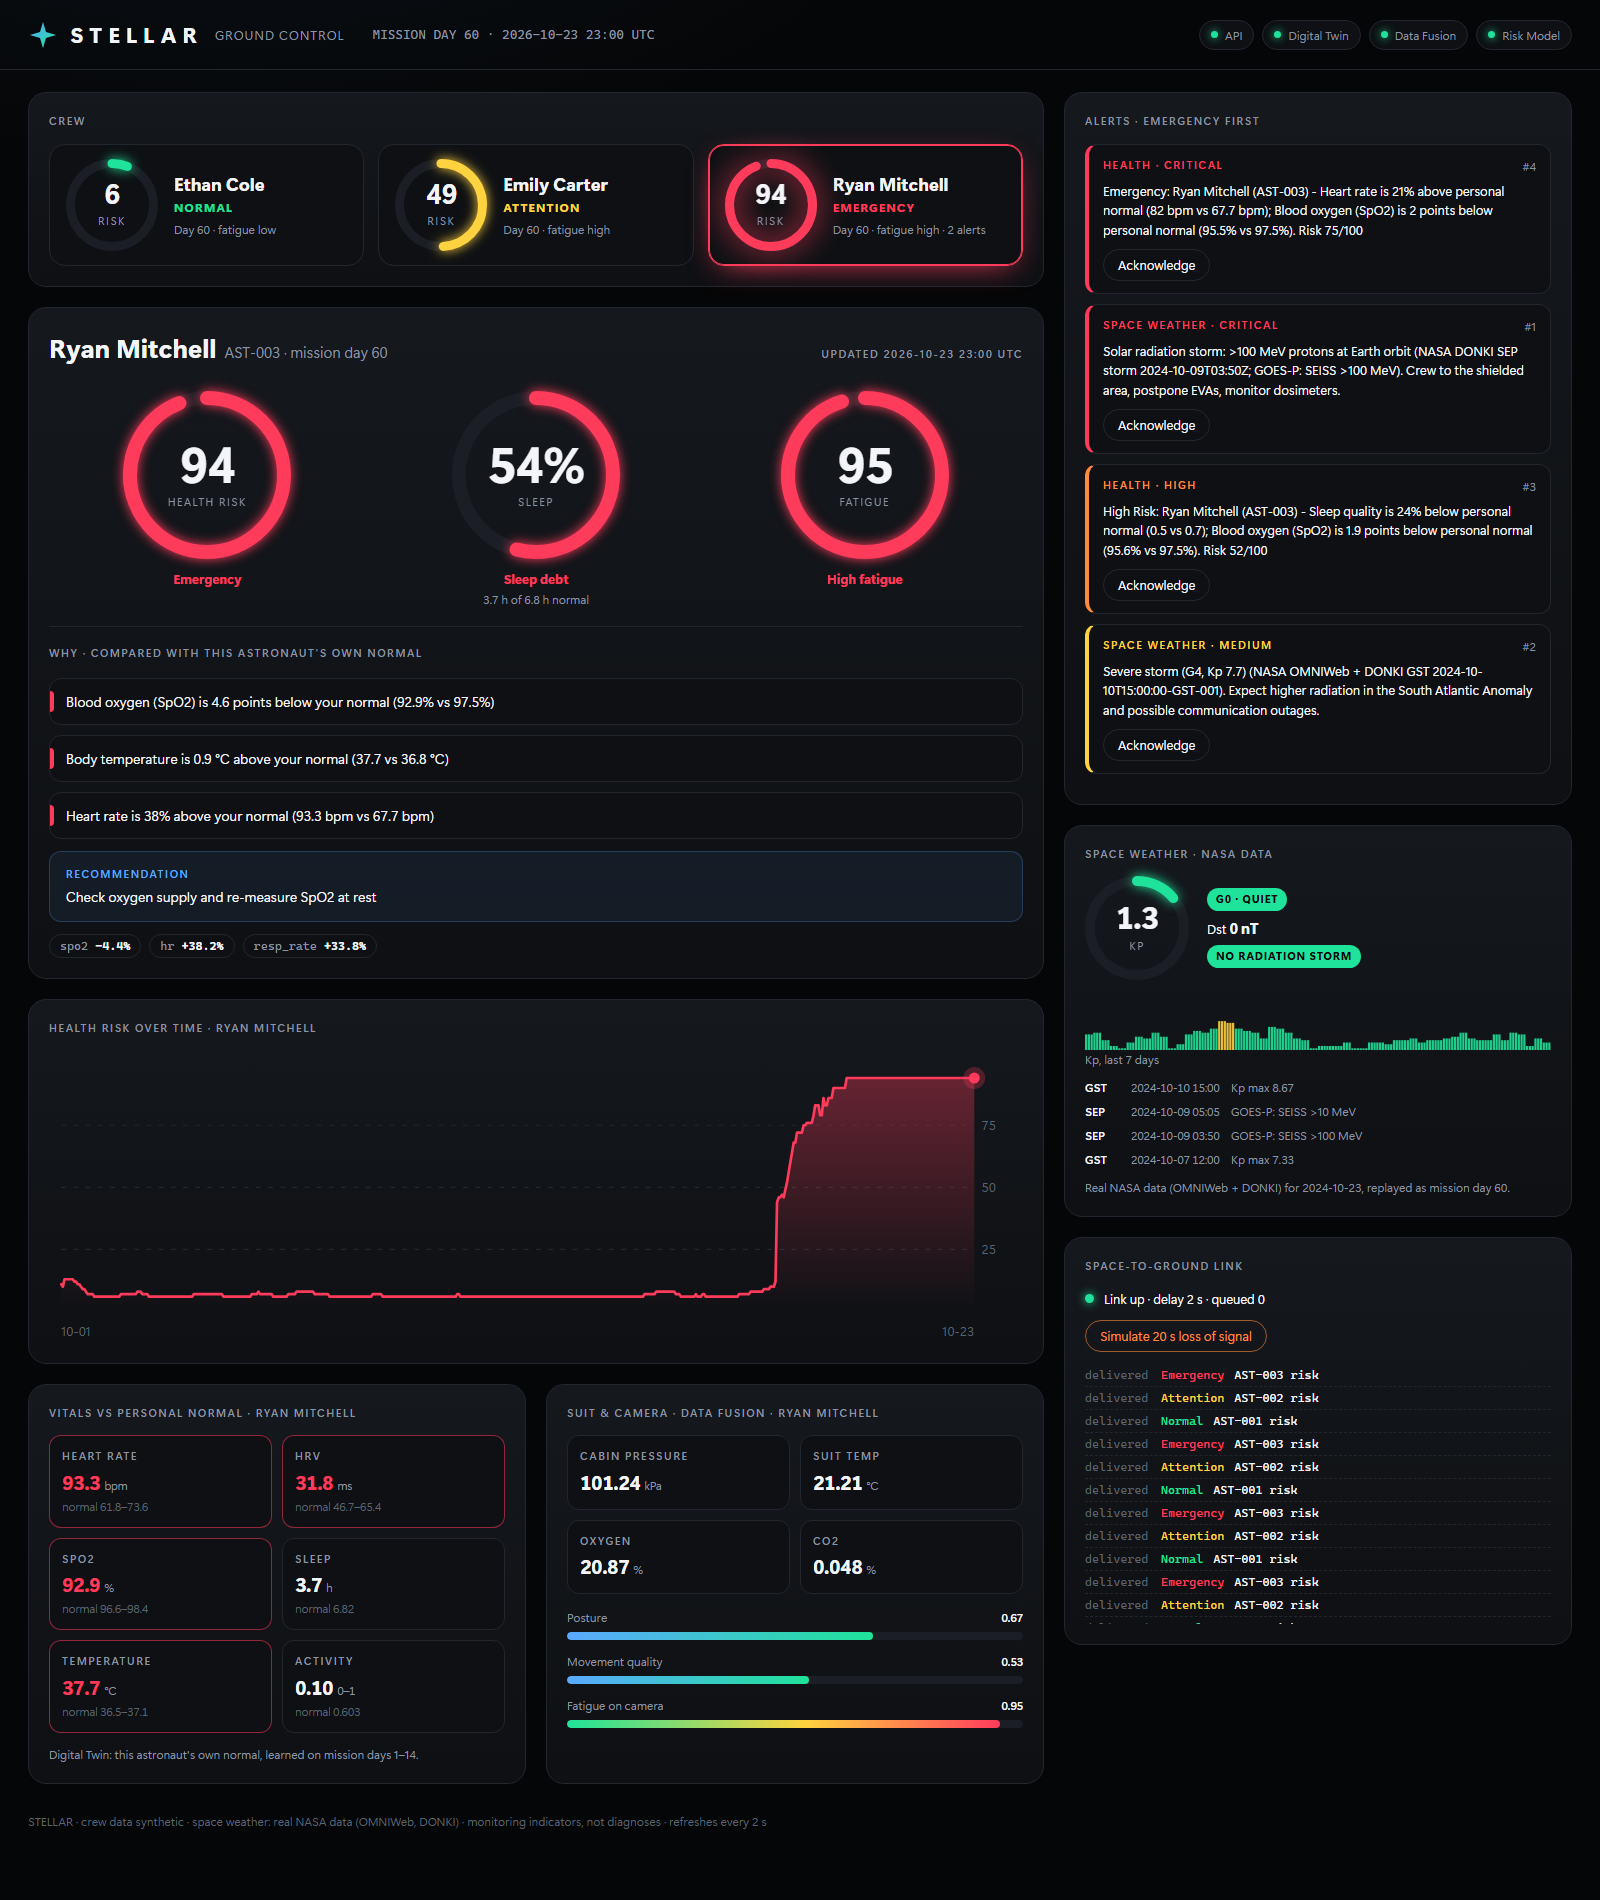 STELLAR GROUND CONTROL MISSION DAY 60 · 2026-10-23 23:00 UTC
API
Digital Twin
Data Fusion
Risk Model
CREW
6
RISK
Ethan Cole
NORMAL
Day 60 · fatigue low
49
RISK
Emily Carter
ATTENTION
Day 60 · fatigue high
94
RISK
Ryan Mitchell
EMERGENCY
Day 60 · fatigue high · 2 alerts
Ryan Mitchell AST-003 · mission day 60
UPDATED 2026-10-23 23:00 UTC
94
HEALTH RISK
Emergency
54%
SLEEP
Sleep debt
3.7 h of 6.8 h normal
95
FATIGUE
High fatigue
WHY · COMPARED WITH THIS ASTRONAUT'S OWN NORMAL
Blood oxygen (SpO2) is 4.6 points below your normal (92.9% vs 97.5%)
Body temperature is 0.9 °C above your normal (37.7 vs 36.8 °C)
Heart rate is 38% above your normal (93.3 bpm vs 67.7 bpm)
RECOMMENDATION
Check oxygen supply and re-measure SpO2 at rest
spo2 −4.4%
hr +38.2%
resp_rate +33.8%
HEALTH RISK OVER TIME · RYAN MITCHELL
75
50
25
10-01
10-23
VITALS VS PERSONAL NORMAL · RYAN MITCHELL
HEART RATE
93.3 bpm
normal 61.8–73.6
HRV
31.8 ms
normal 46.7–65.4
SPO2
92.9 %
normal 96.6–98.4
SLEEP
3.7 h
normal 6.82
TEMPERATURE
37.7 °C
normal 36.5–37.1
ACTIVITY
0.10 0–1
normal 0.603
Digital Twin: this astronaut's own normal, learned on mission days 1–14.
SUIT & CAMERA · DATA FUSION · RYAN MITCHELL
CABIN PRESSURE
101.24 kPa
SUIT TEMP
21.21 °C
OXYGEN
20.87 %
CO2
0.048 %
Posture 0.67
Movement quality 0.53
Fatigue on camera 0.95
ALERTS · EMERGENCY FIRST
HEALTH · CRITICAL #4
Emergency: Ryan Mitchell (AST-003) - Heart rate is 21% above personal
normal (82 bpm vs 67.7 bpm); Blood oxygen (SpO2) is 2 points below
personal normal (95.5% vs 97.5%). Risk 75/100
Acknowledge
SPACE WEATHER · CRITICAL #1
Solar radiation storm: >100 MeV protons at Earth orbit (NASA DONKI SEP
storm 2024-10-09T03:50Z; GOES-P: SEISS >100 MeV). Crew to the shielded
area, postpone EVAs, monitor dosimeters.
Acknowledge
HEALTH · HIGH #3
High Risk: Ryan Mitchell (AST-003) - Sleep quality is 24% below personal
normal (0.5 vs 0.7); Blood oxygen (SpO2) is 1.9 points below personal normal
(95.6% vs 97.5%). Risk 52/100
Acknowledge
SPACE WEATHER · MEDIUM #2
Severe storm (G4, Kp 7.7) (NASA OMNIWeb + DONKI GST 2024-10-
10T15:00:00-GST-001). Expect higher radiation in the South Atlantic Anomaly
and possible communication outages.
Acknowledge
SPACE WEATHER · NASA DATA
1.3
KP
G0 · QUIET
Dst 0 nT
NO RADIATION STORM
Kp, last 7 days
GST 2024-10-10 15:00 Kp max 8.67
SEP 2024-10-09 05:05 GOES-P: SEISS >10 MeV
SEP 2024-10-09 03:50 GOES-P: SEISS >100 MeV
GST 2024-10-07 12:00 Kp max 7.33
Real NASA data (OMNIWeb + DONKI) for 2024-10-23, replayed as mission day 60.
SPACE-TO-GROUND LINK
Link up · delay 2 s · queued 0
Simulate 20 s loss of signal
delivered Emergency AST-003 risk
delivered Attention AST-002 risk
delivered Normal AST-001 risk
delivered Emergency AST-003 risk
delivered Attention AST-002 risk
delivered Normal AST-001 risk
delivered Emergency AST-003 risk
delivered Attention AST-002 risk
delivered Normal AST-001 risk
delivered Emergency AST-003 risk
delivered Attention AST-002 risk
STELLAR · crew data synthetic · space weather: real NASA data (OMNIWeb, DONKI) · monitoring indicators, not diagnoses · refreshes every 2 s